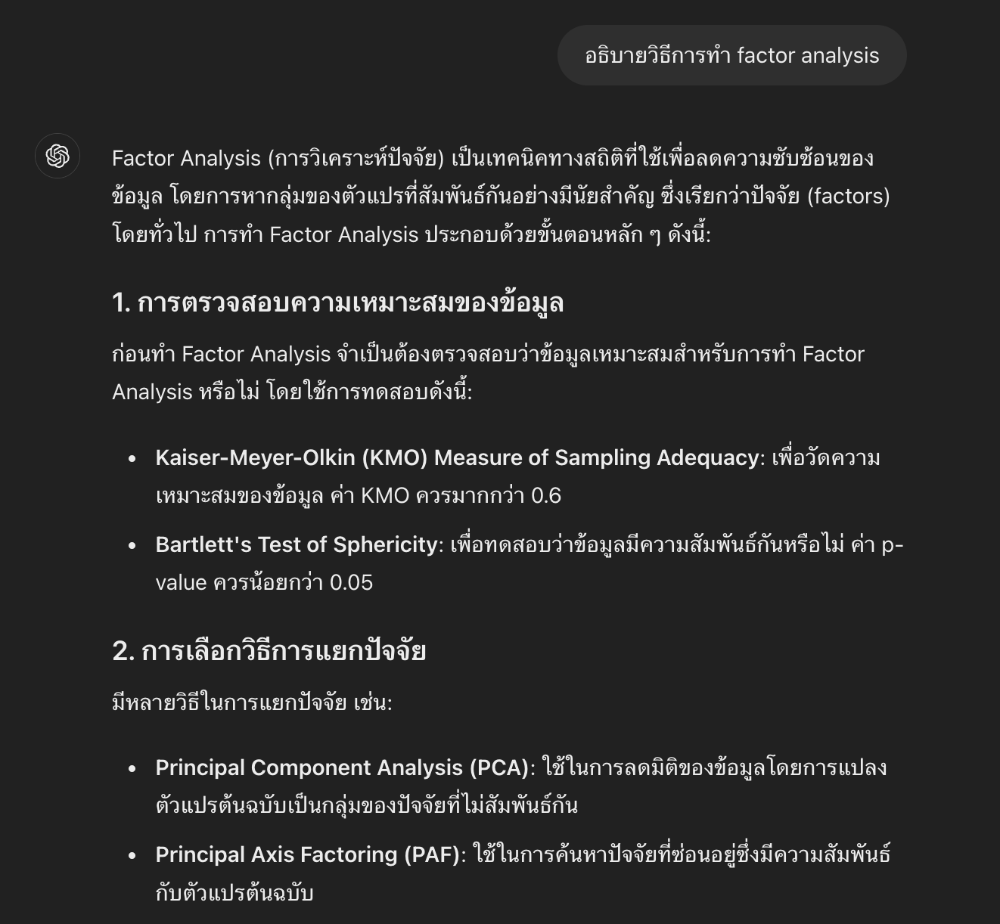 อธิบายวิธีการทำ factor analysis
Factor Analysis (การวิเคราะห์ปัจจัย) เป็นเทคนิคทางสถิติที่ใช้เพื่อลดความซับซ้อนของ
ข้อมูล โดยการหากลุ่มของตัวแปรที่สัมพันธ์กันอย่างมีนัยสำคัญ ซึ่งเรียกว่าปัจจัย (factors)
โดยทั่วไป การทำ Factor Analysis ประกอบด้วยขั้นตอนหลัก ๆ ดังนี้:
1. การตรวจสอบความเหมาะสมของข้อมูล
ก่อนทำ Factor Analysis จำเป็นต้องตรวจสอบว่าข้อมูลเหมาะสมสำหรับการทำ Factor
Analysis หรือไม่ โดยใช้การทดสอบดังนี้:
• Kaiser-Meyer-Olkin (KMO) Measure of Sampling Adequacy: เพื่อวัดความ
เหมาะสมของข้อมูล ค่า KMO ควรมากกว่า 0.6
• Bartlett's Test of Sphericity: เพื่อทดสอบว่าข้อมูลมีความสัมพันธ์กันหรือไม่ ค่า p-
value ควรน้อยกว่า 0.05
2. การเลือกวิธีการแยกปัจจัย
มีหลายวิธีในการแยกปัจจัย เช่น:
• Principal Component Analysis (PCA): ใช้ในการลดมิติของข้อมูลโดยการแปลง
ตัวแปรต้นฉบับเป็นกลุ่มของปัจจัยที่ไม่สัมพันธ์กัน
• Principal Axis Factoring (PAF): ใช้ในการค้นหาปัจจัยที่ซ่อนอยู่ซึ่งมีความสัมพันธ์
กับตัวแปรต้นฉบับ